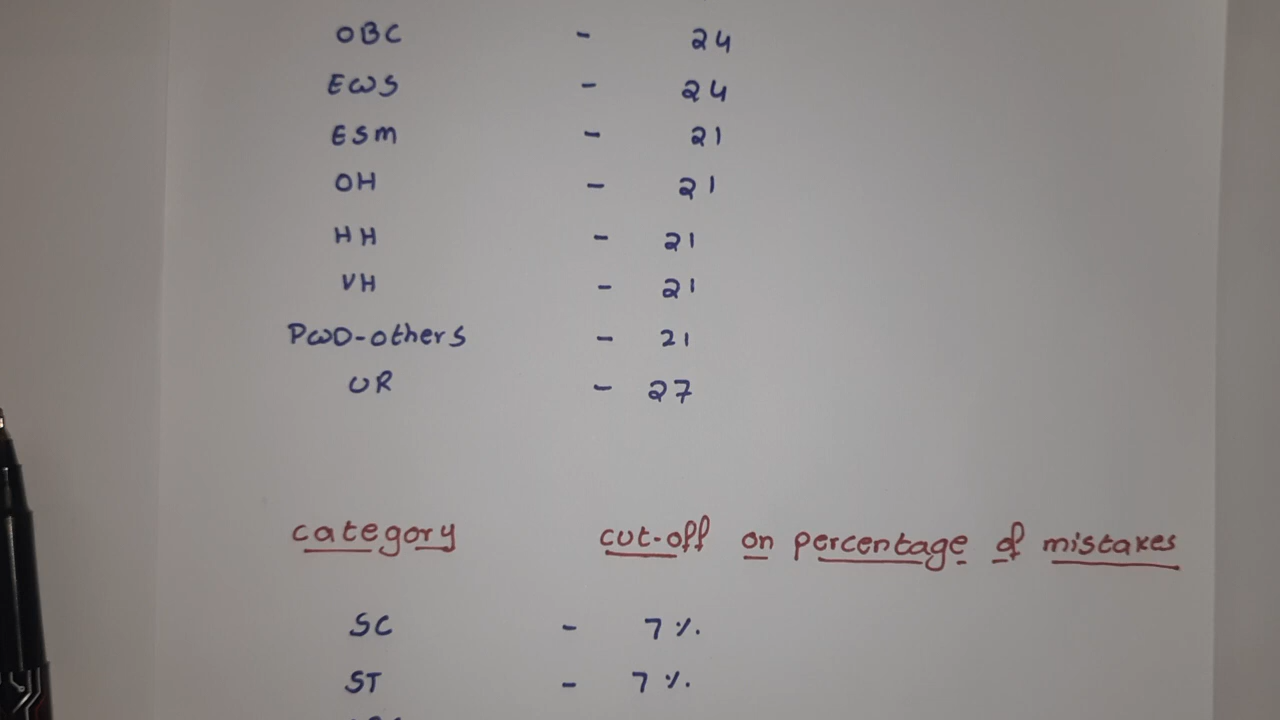 OBC - 24
EWS - 24
ESM - 21
OH - 21
HH - 21
VH - 21
PWD-others - 21
UR - 27
category cut-off on percentage of mistakes
SC - 7%.
ST - 7%.